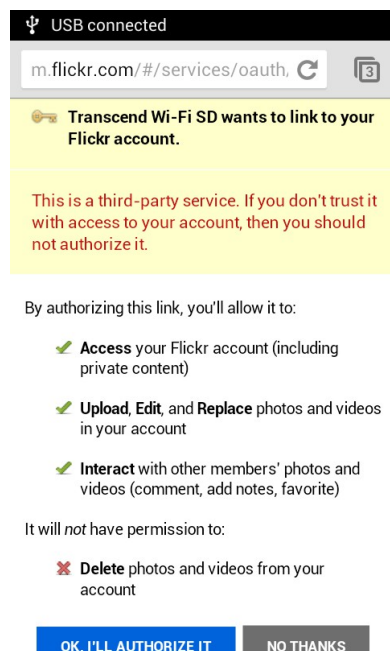 USB connected
m.flickr.com/#/services/oauth,
3
Transcend Wi-Fi SD wants to link to your
Flickr account.
This is a third-party service. If you don't trust it
with access to your account, then you should
not authorize it.
By authorizing this link, you'll allow it to:
Access your Flickr account (including
private content)
Upload, Edit, and Replace photos and videos
in your account
Interact with other members' photos and
videos (comment, add notes, favorite)
It will not have permission to:
Delete photos and videos from your
account
OK, I'LL AUTHORIZE IT
NO THANKS